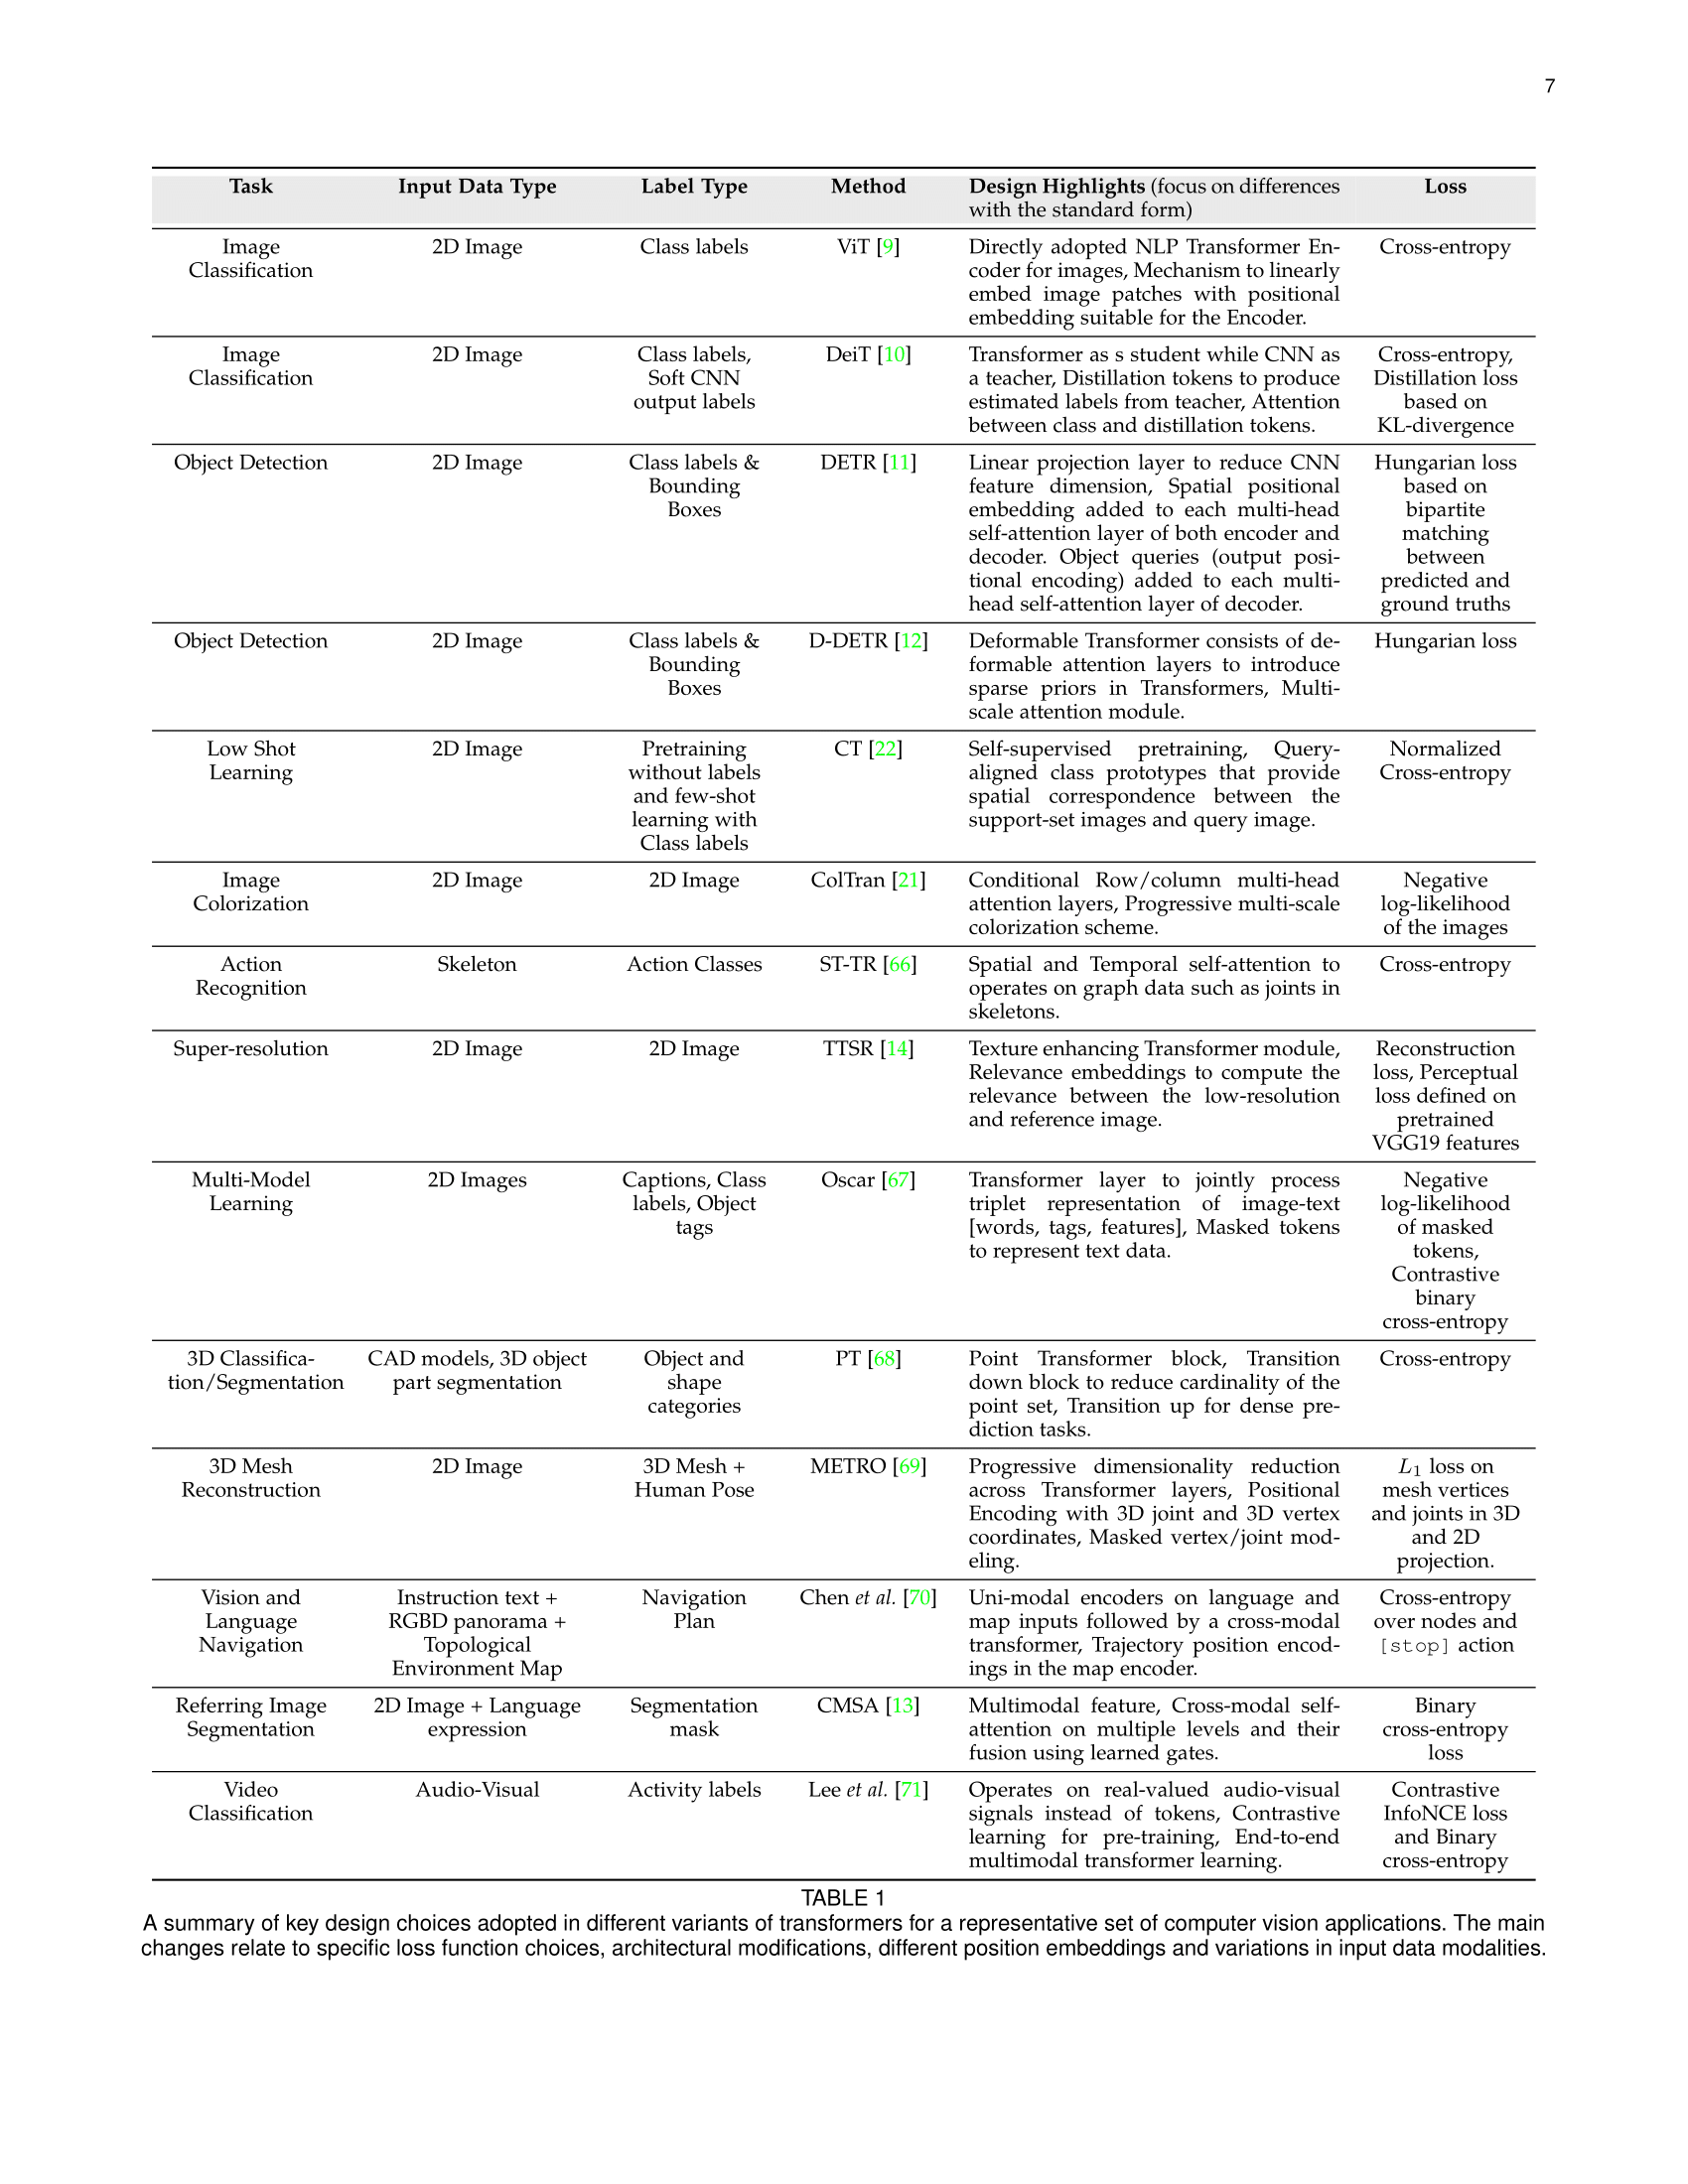 7
Task Input Data Type Label Type Method Design Highlights (focus on differences
with the standard form) Loss
Image
Classification
2D Image
Class labels
ViT [9]
Directly adopted NLP Transformer En-
coder for images, Mechanism to linearly
embed image patches with positional
embedding suitable for the Encoder.
Cross-entropy
Image
Classification
2D Image
Class labels,
Soft CNN
output labels
DeiT [10]
Transformer as s student while CNN as
a teacher, Distillation tokens to produce
estimated labels from teacher, Attention
between class and distillation tokens.
Cross-entropy,
Distillation loss
based on
KL-divergence
Object Detection
2D Image
Class labels &
Bounding
Boxes
DETR [11]
Linear projection layer to reduce CNN
feature dimension, Spatial positional
embedding added to each multi-head
self-attention layer of both encoder and
decoder. Object queries (output posi-
tional encoding) added to each multi-
head self-attention layer of decoder.
Hungarian loss
based on
bipartite
matching
between
predicted and
ground truths
Object Detection
2D Image
Class labels &
Bounding
Boxes
D-DETR [12]
Deformable Transformer consists of de-
formable attention layers to introduce
sparse priors in Transformers, Multi-
scale attention module.
Hungarian loss
Low Shot
Learning
2D Image
Pretraining
without labels
and few-shot
learning with
Class labels
CT [22]
Self-supervised pretraining, Query-
aligned class prototypes that provide
spatial correspondence between the
support-set images and query image.
Normalized
Cross-entropy
Image
Colorization
2D Image
2D Image
ColTran [21]
Conditional Row/column multi-head
attention layers, Progressive multi-scale
colorization scheme.
Negative
log-likelihood
of the images
Action
Recognition
Skeleton
Action Classes
ST-TR [66]
Spatial and Temporal self-attention to
operates on graph data such as joints in
skeletons.
Cross-entropy
Super-resolution
2D Image
2D Image
TTSR [14]
Texture enhancing Transformer module,
Relevance embeddings to compute the
relevance between the low-resolution
and reference image.
Reconstruction
loss, Perceptual
loss defined on
pretrained
VGG19 features
Multi-Model
Learning
2D Images
Captions, Class
labels, Object
tags
Oscar [67]
Transformer layer to jointly process
triplet representation of image-text
[words, tags, features], Masked tokens
to represent text data.
Negative
log-likelihood
of masked
tokens,
Contrastive
binary
cross-entropy
3D Classifica-
tion/Segmentation
CAD models, 3D object
part segmentation
Object and
shape
categories
PT [68]
Point Transformer block, Transition
down block to reduce cardinality of the
point set, Transition up for dense pre-
diction tasks.
Cross-entropy
3D Mesh
Reconstruction
2D Image
3D Mesh +
Human Pose
METRO [69]
Progressive dimensionality reduction
across Transformer layers, Positional
Encoding with 3D joint and 3D vertex
coordinates, Masked vertex/joint mod-
eling.
L1 loss on
mesh vertices
and joints in 3D
and 2D
projection.
Vision and
Language
Navigation
Instruction text +
RGBD panorama +
Topological
Environment Map
Navigation
Plan
Chen et al. [70]
Uni-modal encoders on language and
map inputs followed by a cross-modal
transformer, Trajectory position encod-
ings in the map encoder.
Cross-entropy
over nodes and
[stop] action
Referring Image
Segmentation
2D Image + Language
expression
Segmentation
mask
CMSA [13]
Multimodal feature, Cross-modal self-
attention on multiple levels and their
fusion using learned gates.
Binary
cross-entropy
loss
Video
Classification
Audio-Visual
Activity labels
Lee et al. [71]
Operates on real-valued audio-visual
signals instead of tokens, Contrastive
learning for pre-training, End-to-end
multimodal transformer learning.
Contrastive
InfoNCE loss
and Binary
cross-entropy
TABLE 1
A summary of key design choices adopted in different variants of transformers for a representative set of computer vision applications. The main
changes relate to specific loss function choices, architectural modifications, different position embeddings and variations in input data modalities.